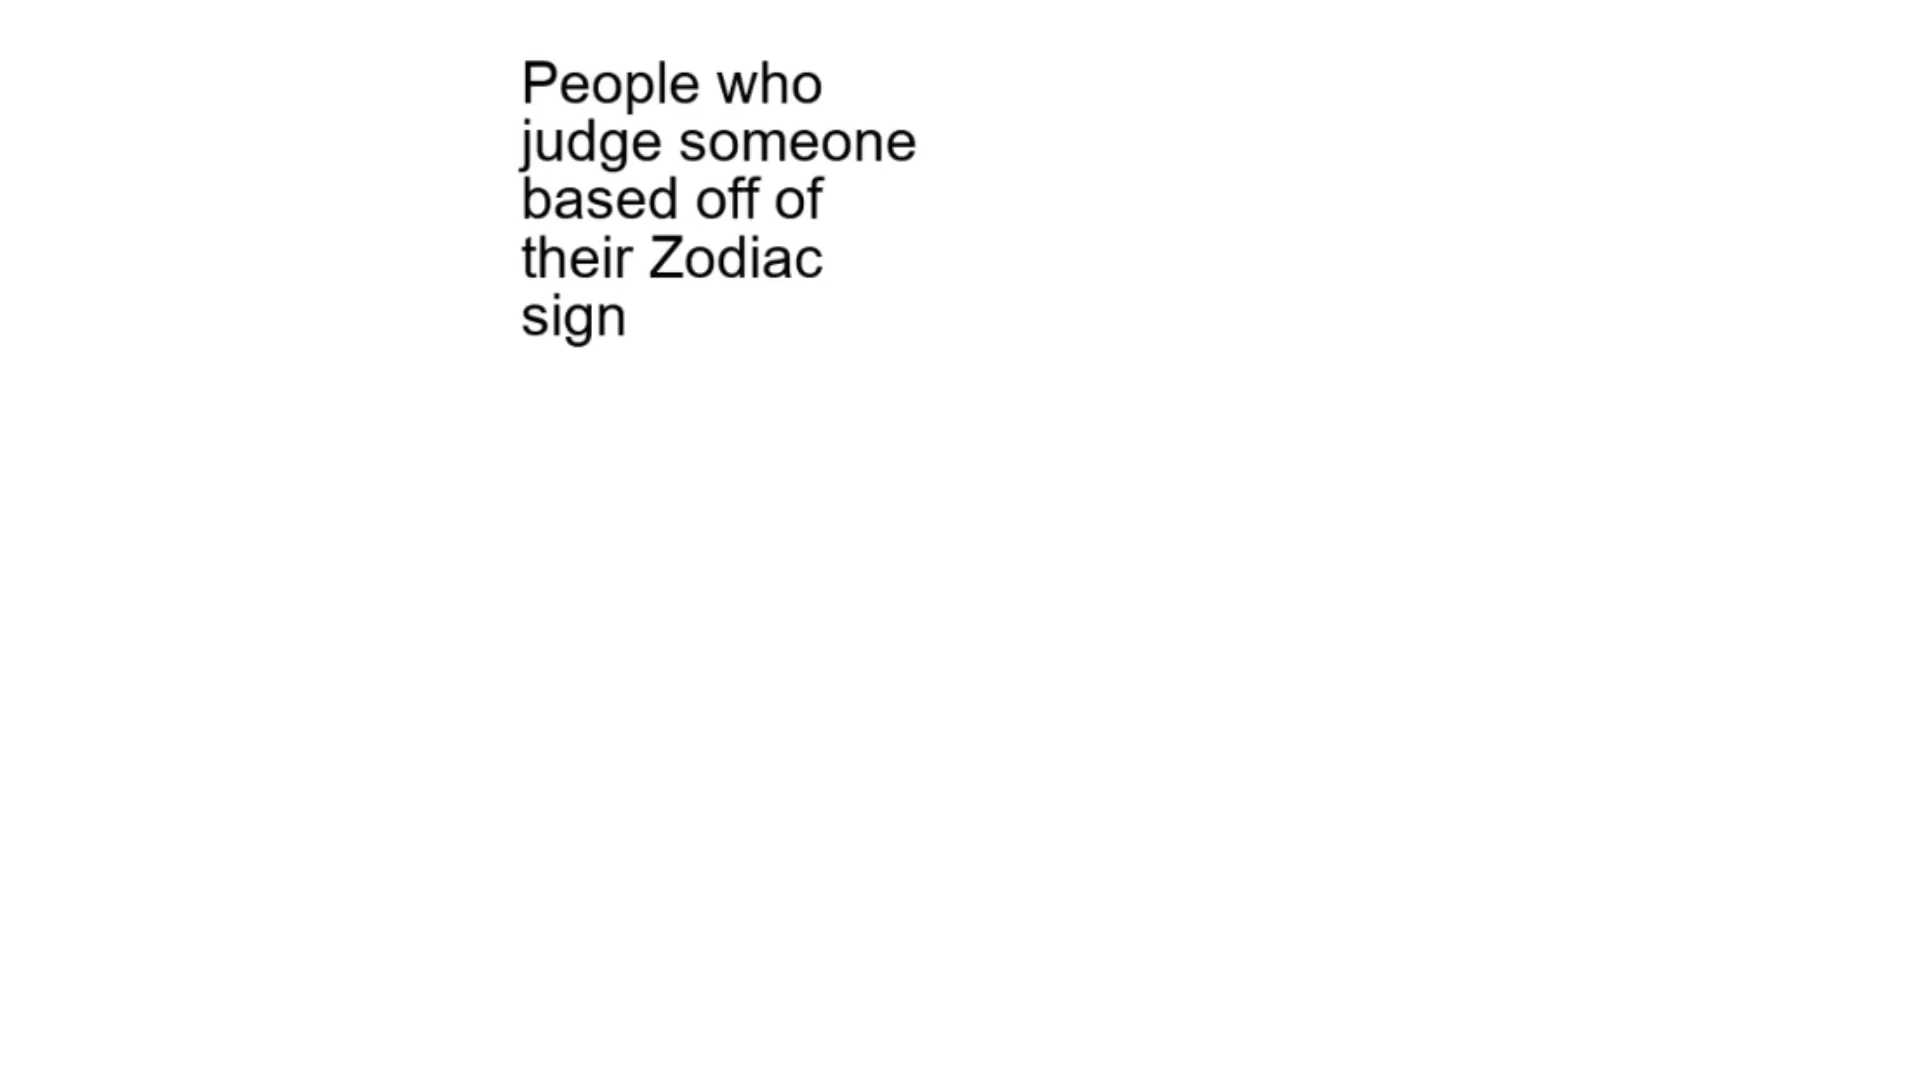 People who
judge someone
based off of
their Zodiac
sign